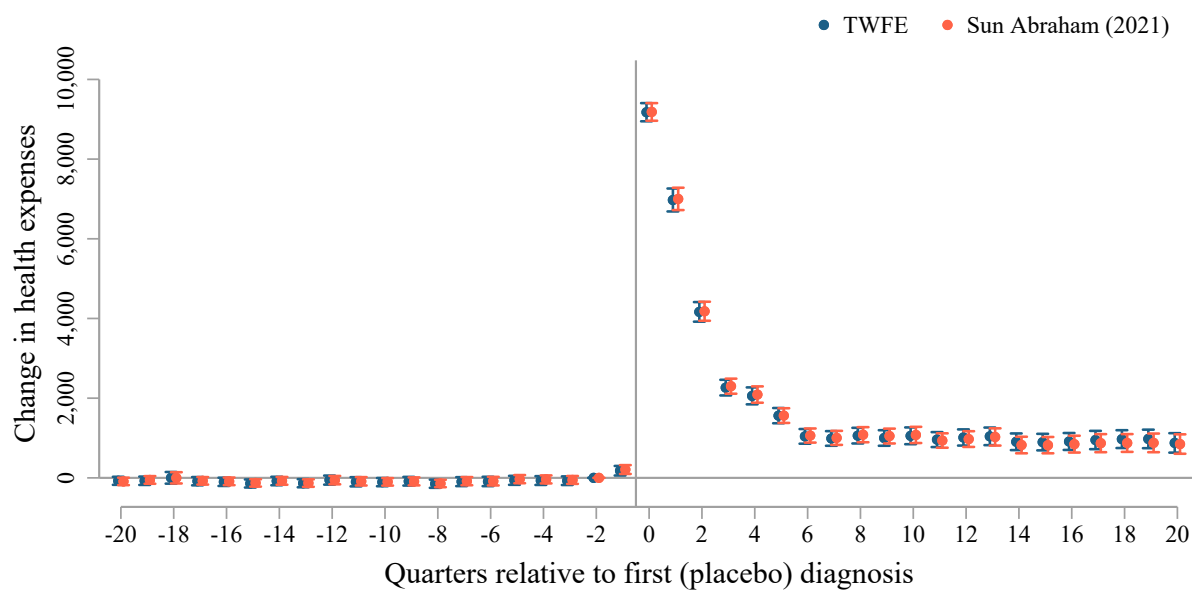 TWFE Sun Abraham (2021)
10,000
8,000
6,000
4,000
2,000
0
Change in health expenses
-20 -18 -16 -14 -12 -10 -8 -6 -4 -2 0 2 4 6 8 10 12 14 16 18 20
Quarters relative to first (placebo) diagnosis